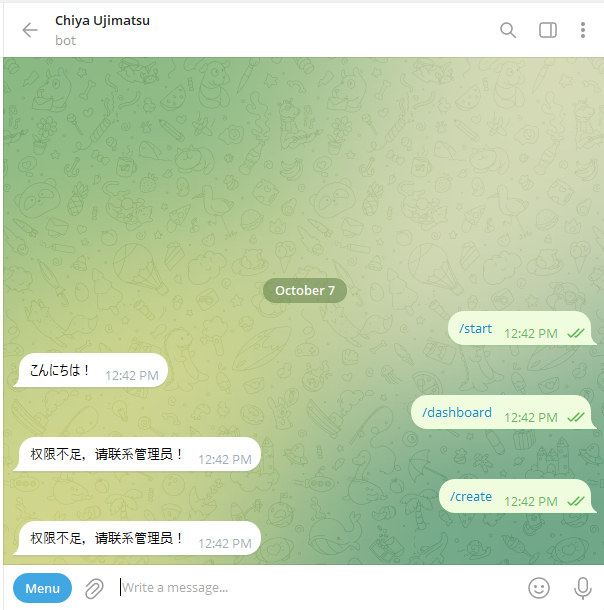 Chiya Ujimatsu
bot
October 7
/start 12:42 PM
こんにちは！ 12:42 PM
/dashboard 12:42 PM
权限不足，请联系管理员！ 12:42 PM
/create 12:42 PM
权限不足，请联系管理员！ 12:42 PM
Menu Write a message...